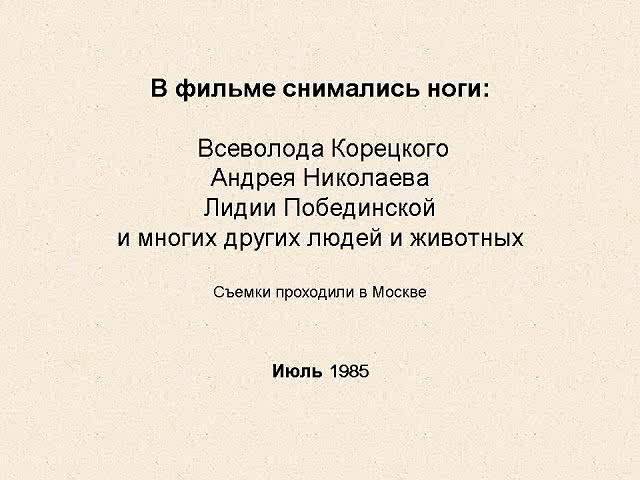 В фильме снимались ноги:
Всеволода Корецкого
Андрея Николаева
Лидии Побединской
и многих других людей и животных
Съемки проходили в Москве
Июль 1985